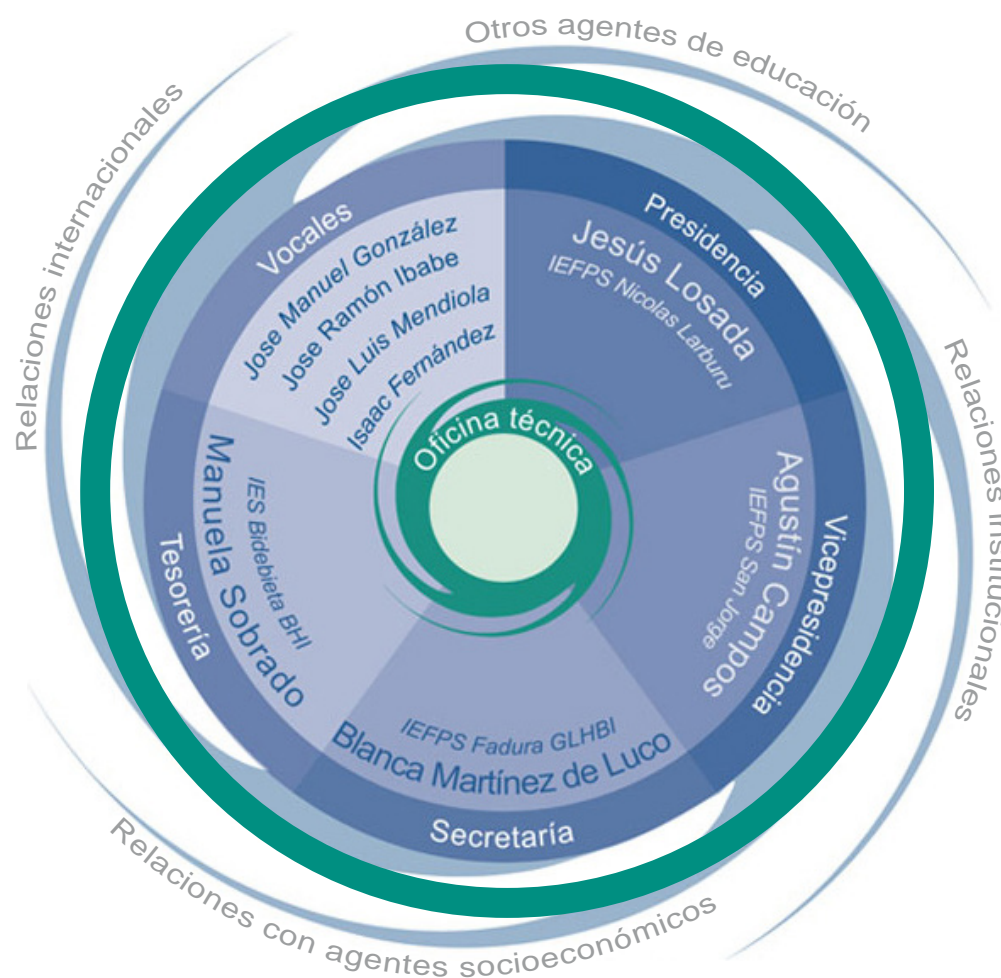 Otros agentes de educación
Relaciones internacionales
Relaciones institucionales
Relaciones con agentes socioeconómicos
Presidencia
Jesús Losada
IEFPS Nicolas Larburu
Vicepresidencia
Agustín Campos
IEFPS San Jorge
Secretaría
IEFPS Fadura GLHBI
Blanca Martínez de Luco
Tesorería
Manuela Sobrado
IES Bidebieta BHI
Vocales
Jose Manuel González
Jose Ramón Ibabe
Jose Luis Mendiola
Isaac Fernández
Oficina técnica